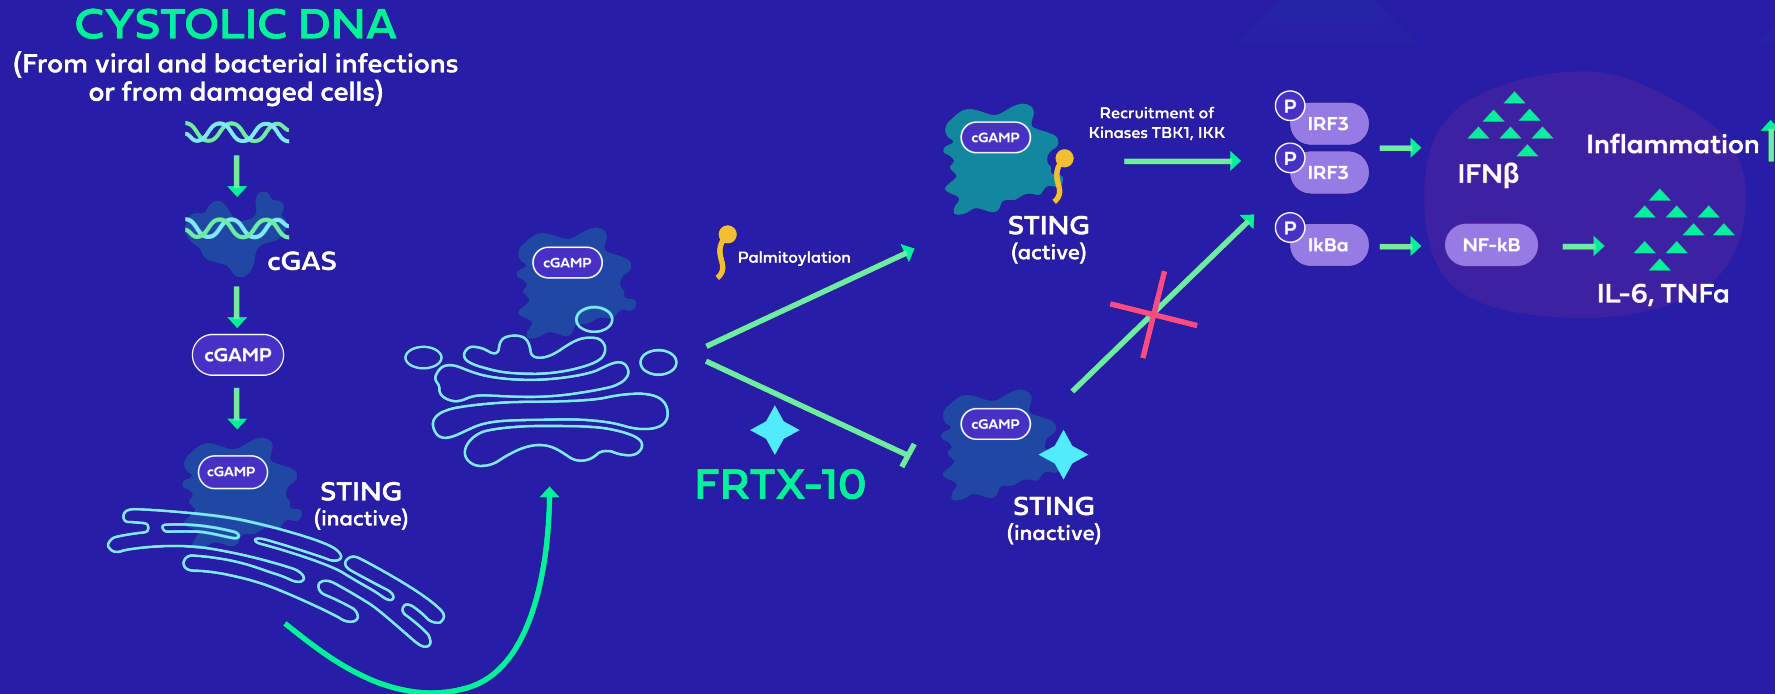 CYSTOLIC DNA
(From viral and bacterial infections
or from damaged cells)
cGAS
cGAMP
cGAMP
STING
(inactive)
cGAMP
Palmitoylation
FRTX-10
cGAMP
STING
(active)
Recruitment of
Kinases TBK1, IKK
cGAMP
STING
(inactive)
P
IRF3
P
IRF3
P
IkBa
IFNβ
Inflammation
NF-kB
IL-6, TNFα